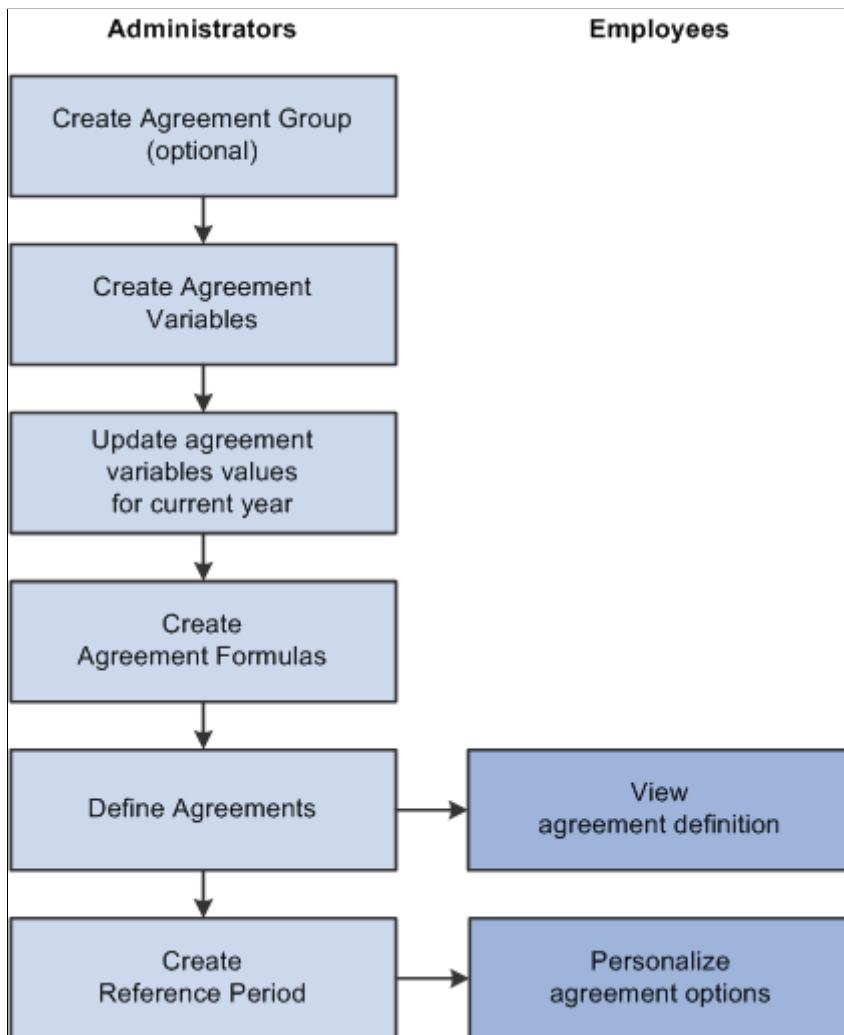 Administrators
Employees
Create Agreement Group
(optional)
Create Agreement
Variables
Update agreement
variables values
for current year
Create
Agreement Formulas
Define Agreements
View
agreement definition
Create
Reference Period
Personalize
agreement options